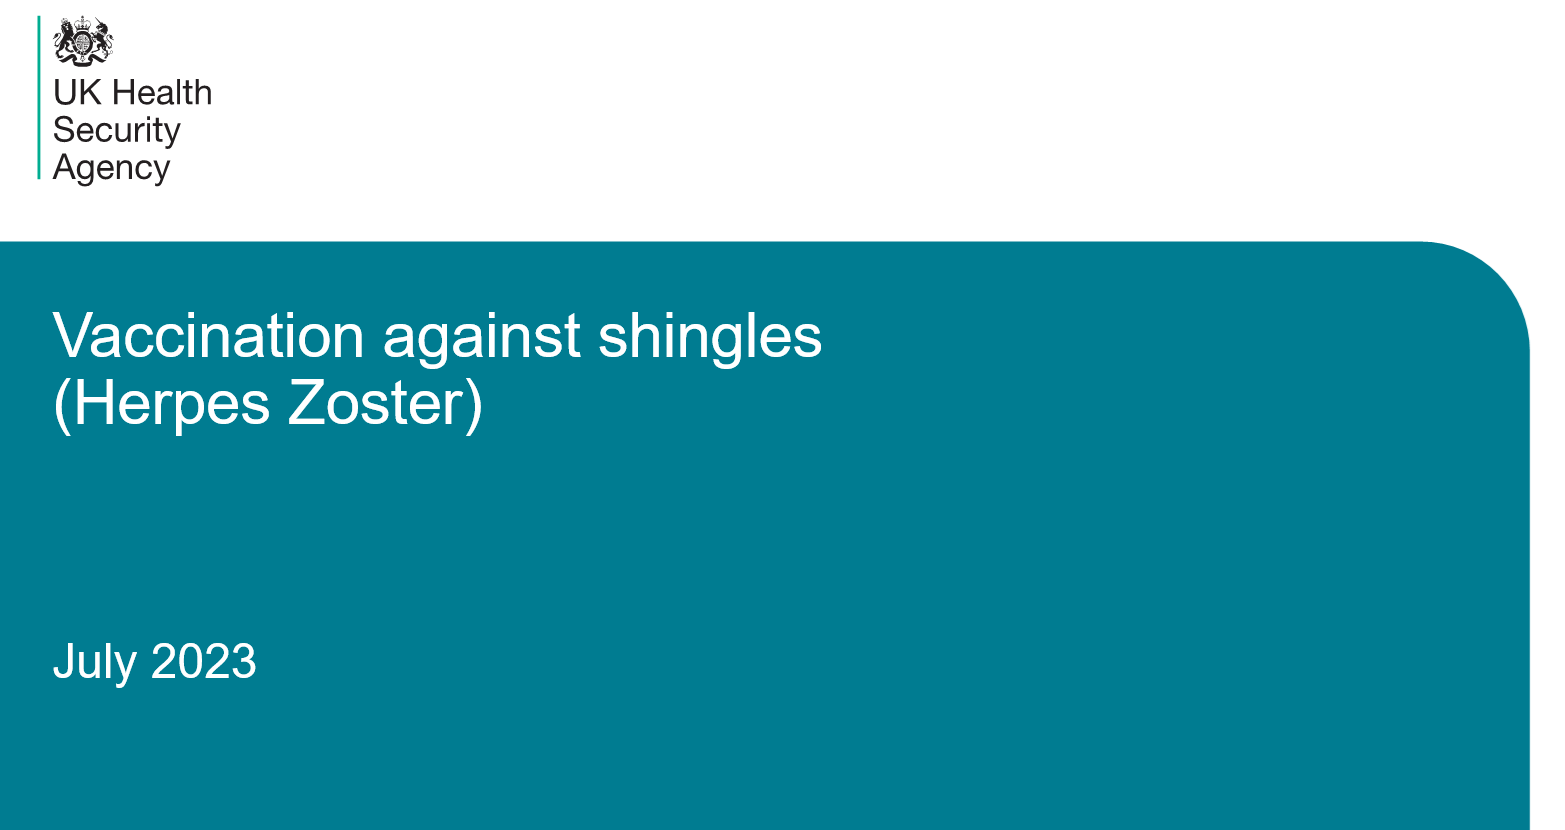 UK Health
Security
Agency
Vaccination against shingles
(Herpes Zoster)
July 2023